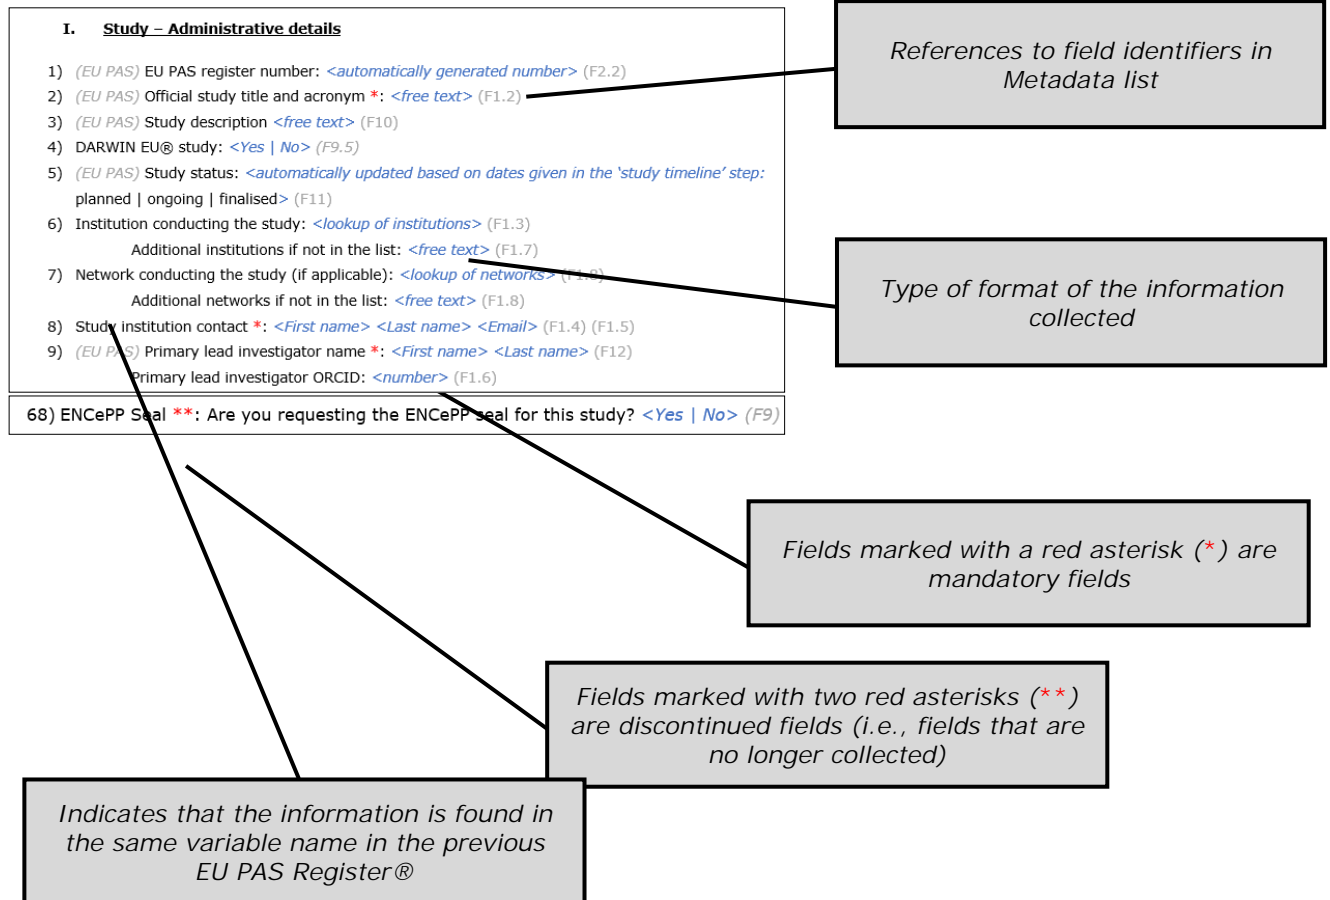 I. Study – Administrative details
1) (EU PAS) EU PAS register number: <automatically generated number> (F2.2)
2) (EU PAS) Official study title and acronym *: <free text> (F1.2)
3) (EU PAS) Study description <free text> (F10)
4) DARWIN EU® study: <Yes | No> (F9.5)
5) (EU PAS) Study status: <automatically updated based on dates given in the ‘study timeline’ step:
planned | ongoing | finalised> (F11)
6) Institution conducting the study: <lookup of institutions> (F1.3)
Additional institutions if not in the list: <free text> (F1.7)
7) Network conducting the study (if applicable): <lookup of networks> (F1.8)
Additional networks if not in the list: <free text> (F1.8)
8) Study institution contact *: <First name> <Last name> <Email> (F1.4) (F1.5)
9) (EU PAS) Primary lead investigator name *: <First name> <Last name> (F12)
Primary lead investigator ORCID: <number> (F1.6)
68) ENCePP Seal **: Are you requesting the ENCePP seal for this study? <Yes | No> (F9)
References to field identifiers in
Metadata list
Type of format of the information
collected
Fields marked with a red asterisk (*) are
mandatory fields
Fields marked with two red asterisks (**)
are discontinued fields (i.e., fields that are
no longer collected)
Indicates that the information is found in
the same variable name in the previous
EU PAS Register®